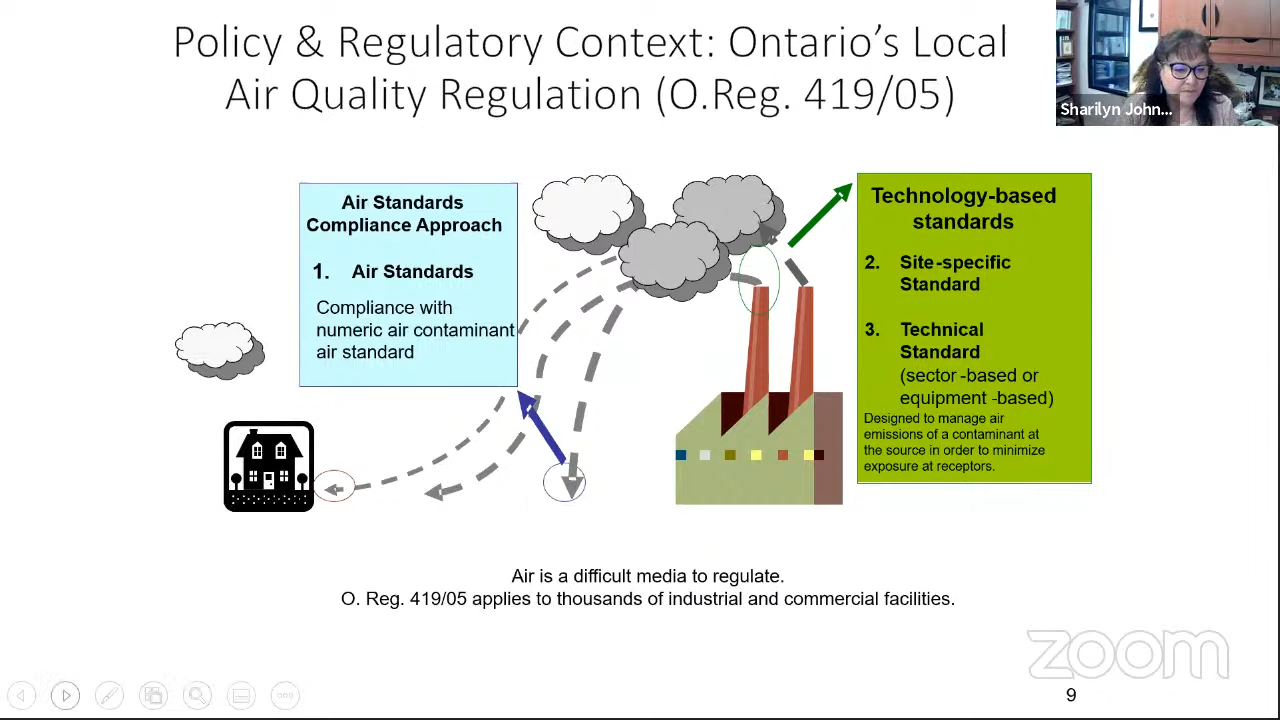 Policy & Regulatory Context: Ontario’s Local
Air Quality Regulation (O.Reg. 419/05)
Sharilyn John...
Air Standards
Compliance Approach
1. Air Standards
Compliance with
numeric air contaminant
air standard
Technology-based
standards
2. Site-specific
Standard
3. Technical
Standard
(sector-based or
equipment-based)
Designed to manage air
emissions of a contaminant at
the source in order to minimize
exposure at receptors.
Air is a difficult media to regulate.
O. Reg. 419/05 applies to thousands of industrial and commercial facilities.
zoom
9